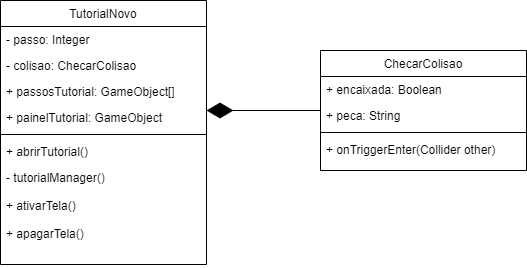 TutorialNovo
- passo: Integer
- colisao: ChecarColisao
+ passosTutorial: GameObject[]
+ painelTutorial: GameObject
+ abrirTutorial()
- tutorialManager()
+ ativarTela()
+ apagarTela()
ChecarColisao
+ encaixada: Boolean
+ peca: String
+ onTriggerEnter(Collider other)